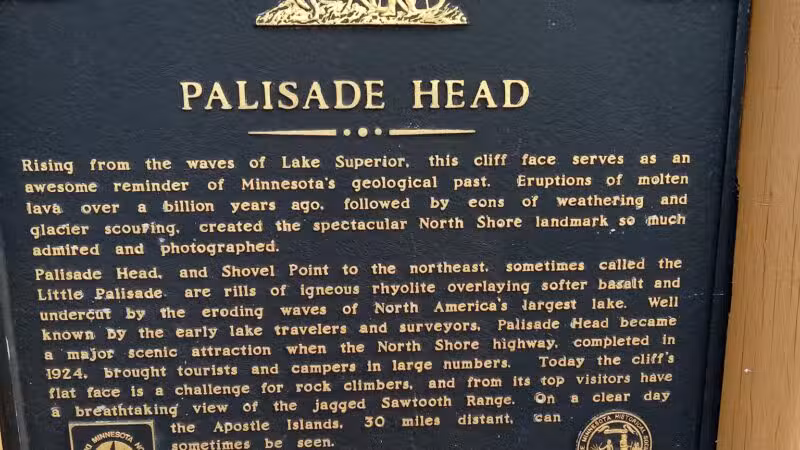 PALISADE HEAD
Rising from the waves of Lake Superior, this cliff face serves as an
awesome reminder of Minnesota's geological past. Eruptions of molten
lava over a billion years ago, followed by eons of weathering and
glacier scouring, created the spectacular North Shore landmark so much
admired and photographed.
Palisade Head, and Shovel Point to the northeast, sometimes called the
Little Palisade, are rills of igneous rhyolite overlaying softer basalt and
undercut by the eroding waves of North America's largest lake. Well
known by the early lake travelers and surveyors, Palisade Head became
a major scenic attraction when the North Shore highway, completed in
1924, brought tourists and campers in large numbers. Today the cliff's
flat face is a challenge for rock climbers, and from its top visitors have
a breathtaking view of the jagged Sawtooth Range. On a clear day
the Apostle Islands, 30 miles distant, can
sometimes be seen.
MINNESOTA
MINNESOTA HISTORICAL